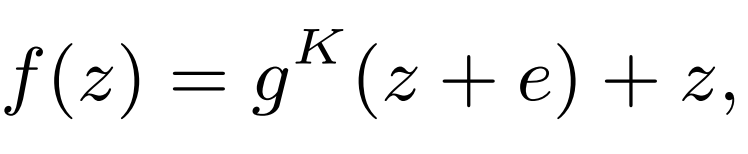 f(z) = g^K(z + e) + z,